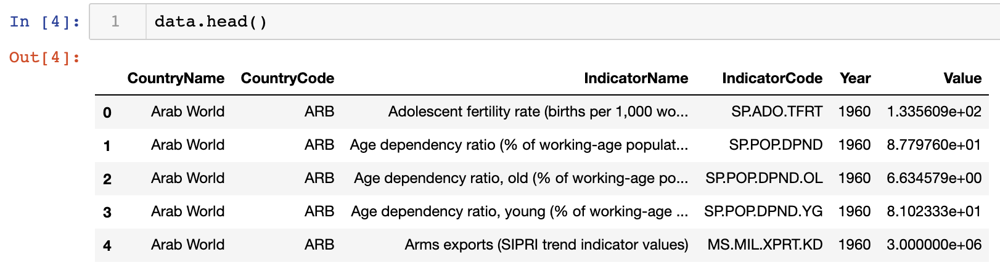 In [4]: 1 data.head()
Out[4]:
CountryName CountryCode IndicatorName IndicatorCode Year Value
0 Arab World ARB Adolescent fertility rate (births per 1,000 wo... SP.ADO.TFRT 1960 1.335609e+02
1 Arab World ARB Age dependency ratio (% of working-age populat... SP.POP.DPND 1960 8.779760e+01
2 Arab World ARB Age dependency ratio, old (% of working-age po... SP.POP.DPND.OL 1960 6.634579e+00
3 Arab World ARB Age dependency ratio, young (% of working-age ... SP.POP.DPND.YG 1960 8.102333e+01
4 Arab World ARB Arms exports (SIPRI trend indicator values) MS.MIL.XPRT.KD 1960 3.000000e+06